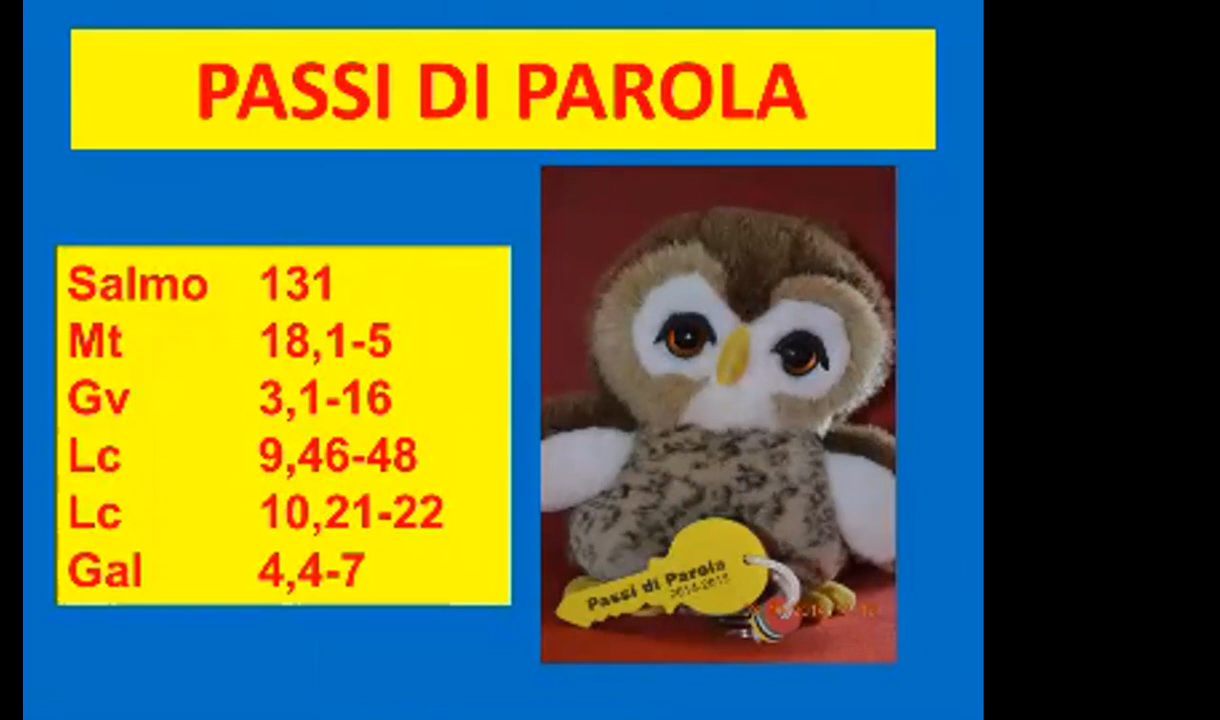 PASSI DI PAROLA
Salmo 131
Mt 18,1-5
Gv 3,1-16
Lc 9,46-48
Lc 10,21-22
Gal 4,4-7
Passi di Parola